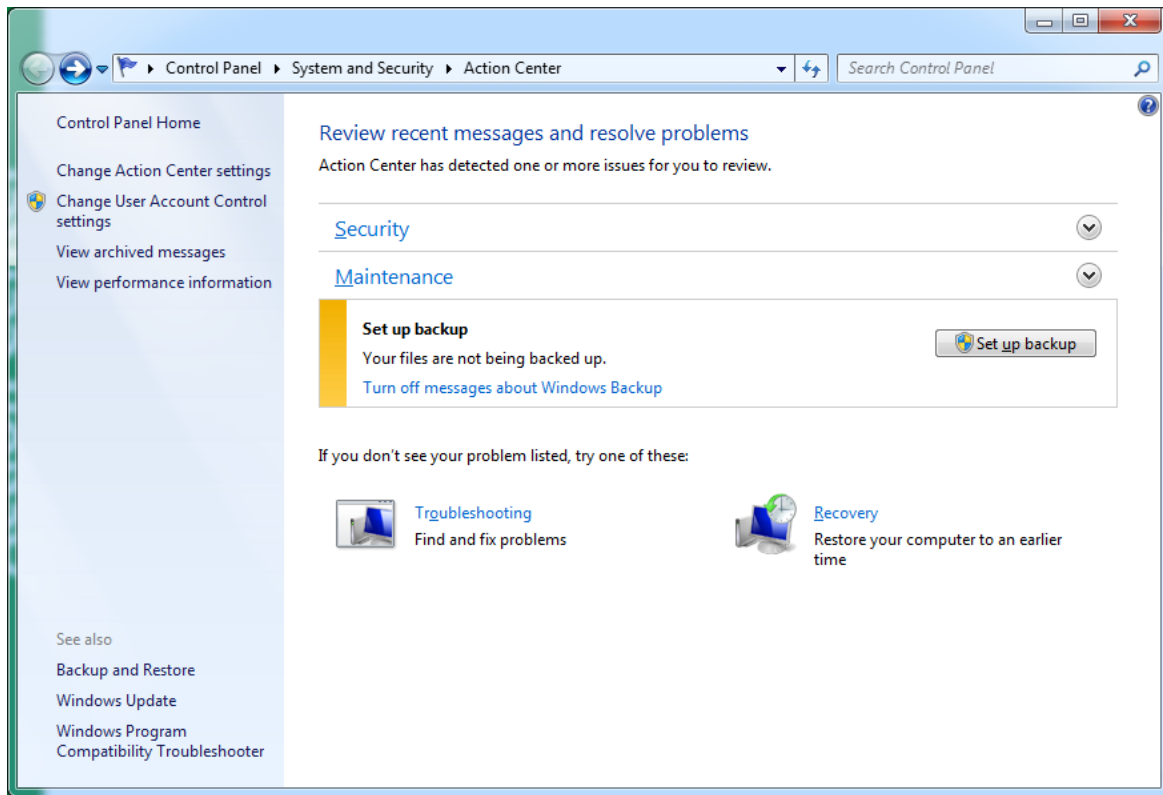 Control Panel System and Security Action Center
Search Control Panel
Control Panel Home
Change Action Center settings
Change User Account Control
settings
View archived messages
View performance information
See also
Backup and Restore
Windows Update
Windows Program
Compatibility Troubleshooter
Review recent messages and resolve problems
Action Center has detected one or more issues for you to review.
Security
Maintenance
Set up backup
Your files are not being backed up.
Turn off messages about Windows Backup
Set up backup
If you don't see your problem listed, try one of these:
Troubleshooting
Find and fix problems
Recovery
Restore your computer to an earlier
time